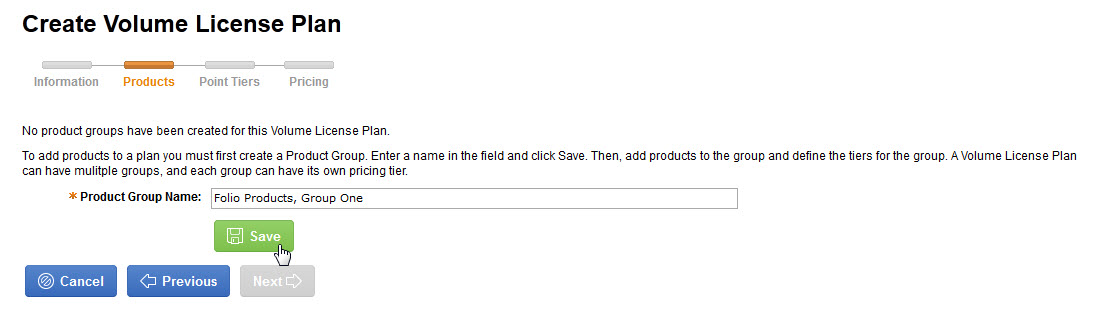 Create Volume License Plan
Information Products Point Tiers Pricing
No product groups have been created for this Volume License Plan.
To add products to a plan you must first create a Product Group. Enter a name in the field and click Save. Then, add products to the group and define the tiers for the group. A Volume License Plan
can have mulitple groups, and each group can have its own pricing tier.
* Product Group Name: Folio Products, Group One
Save
Cancel Previous Next